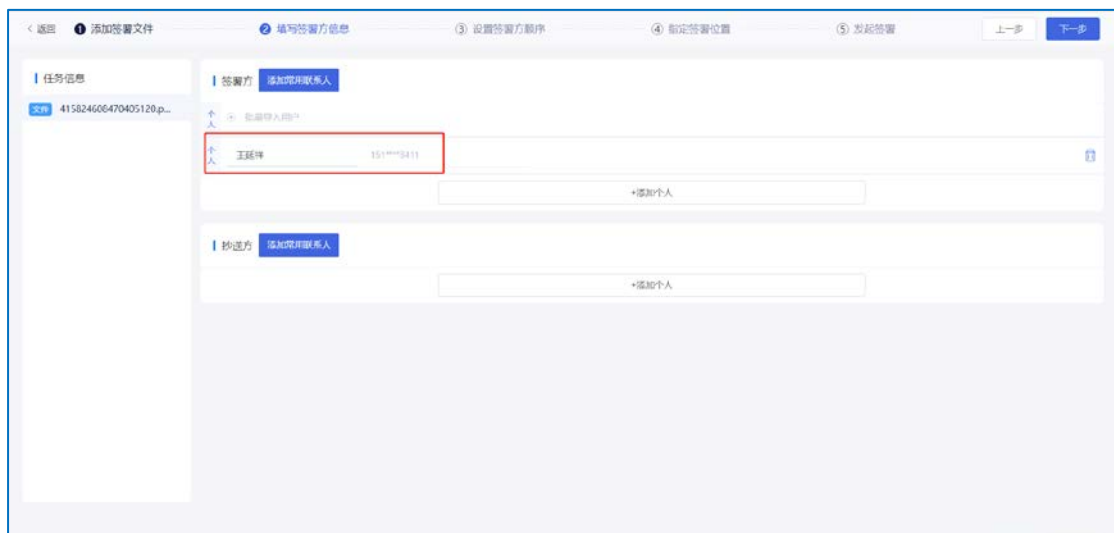 < 返回 ❶ 添加签署文件 ❷ 填写签署方信息 ③ 设置签署方顺序 ④ 指定签署位置 ⑤ 发起签署 上一步 下一步
任务信息
文件 415824606470405120.p...
签署方 添加常用联系人
个人 批量导入用户
个人 王延祥 151****3411
+添加个人
抄送方 添加常用联系人
+添加个人